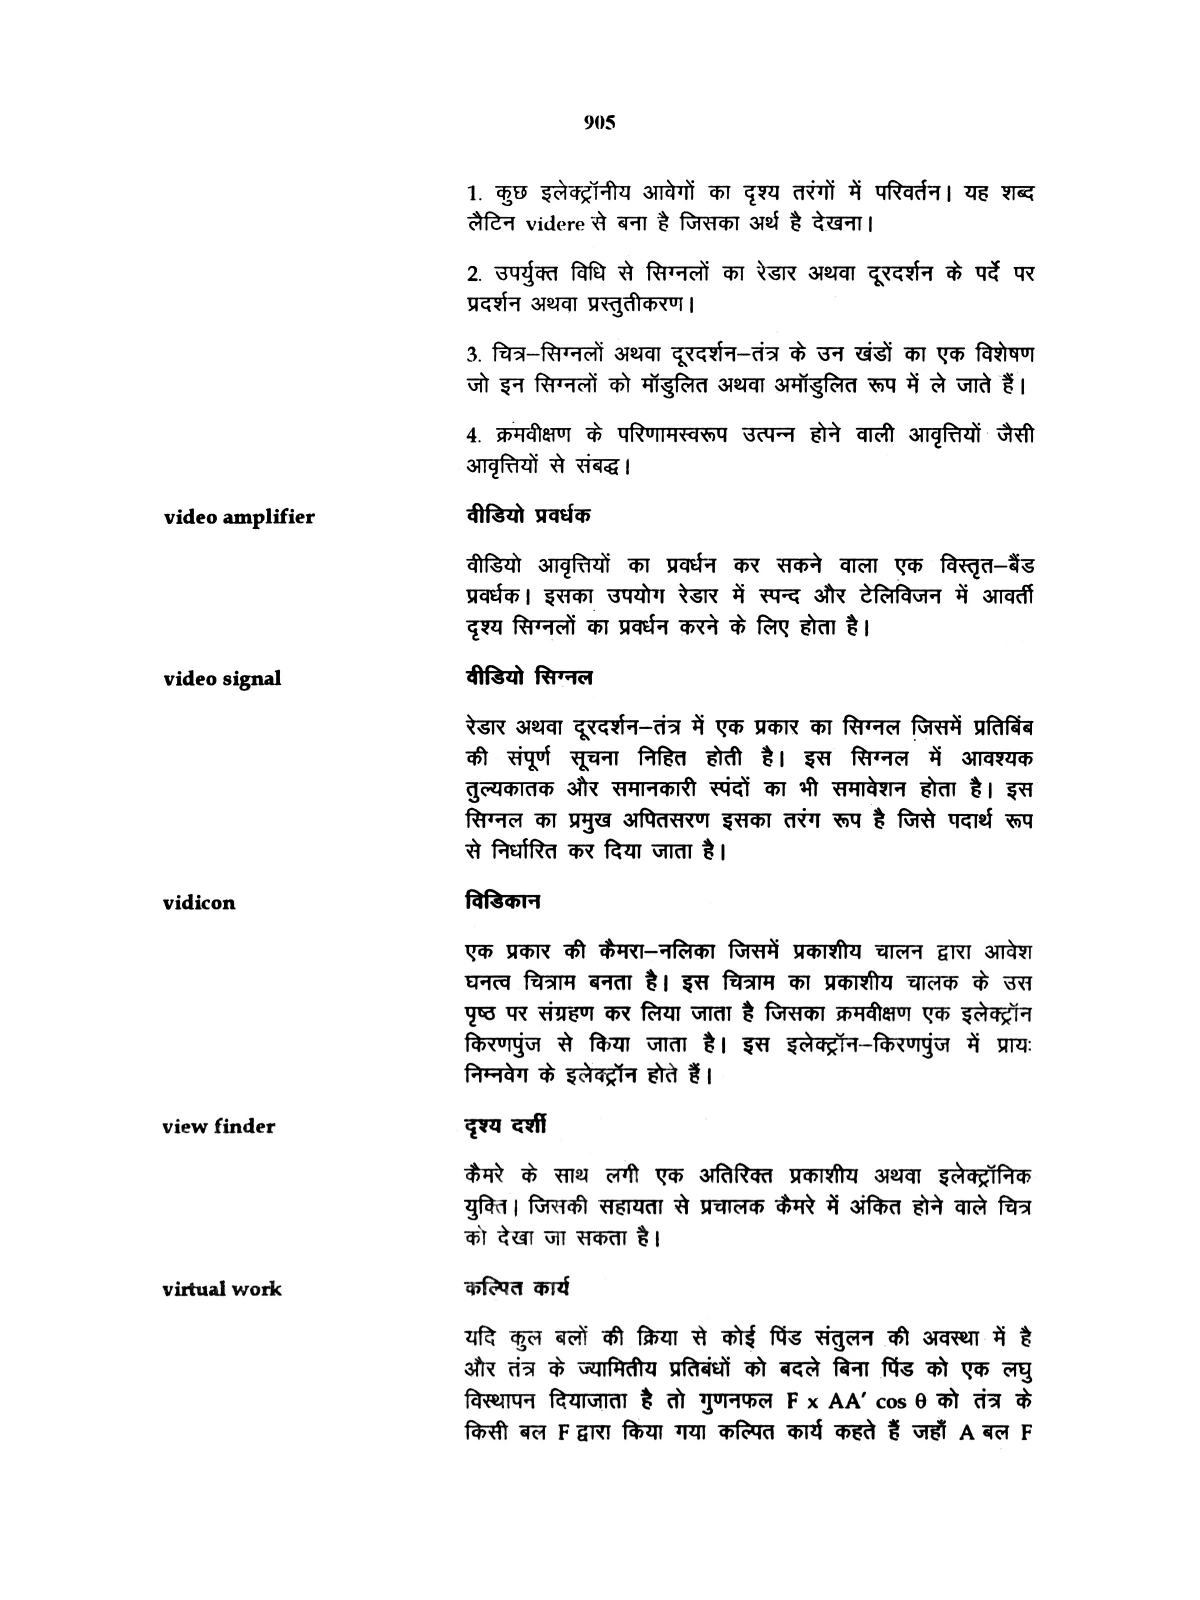 905
1. कुछ इलेक्ट्रॉनीय आवेगों का दृश्य तरंगों में परिवर्तन। यह शब्द
लैटिन videre से बना है जिसका अर्थ है देखना।
2. उपर्युक्त विधि से सिग्नलों का रेडार अथवा दूरदर्शन के पर्दे पर
प्रदर्शन अथवा प्रस्तुतीकरण।
3. चित्र–सिग्नलों अथवा दूरदर्शन–तंत्र के उन खंडों का एक विशेषण
जो इन सिग्नलों को मॉडुलित अथवा अमॉडुलित रूप में ले जाते हैं।
4. क्रमवीक्षण के परिणामस्वरूप उत्पन्न होने वाली आवृत्तियों जैसी
आवृत्तियों से संबद्ध।
video amplifier वीडियो प्रवर्धक
वीडियो आवृत्तियों का प्रवर्धन कर सकने वाला एक विस्तृत–बैंड
प्रवर्धक। इसका उपयोग रेडार में स्पन्द और टेलिविजन में आवर्ती
दृश्य सिग्नलों का प्रवर्धन करने के लिए होता है।
video signal वीडियो सिग्नल
रेडार अथवा दूरदर्शन–तंत्र में एक प्रकार का सिग्नल जिसमें प्रतिबिंब
की संपूर्ण सूचना निहित होती है। इस सिग्नल में आवश्यक
तुल्यकातक और समानकारी स्पंदों का भी समावेशन होता है। इस
सिग्नल का प्रमुख अपितसरण इसका तरंग रूप है जिसे पदार्थ रूप
से निर्धारित कर दिया जाता है।
vidicon विडिकान
एक प्रकार की कैमरा–नलिका जिसमें प्रकाशीय चालन द्वारा आवेश
घनत्व चित्राम बनता है। इस चित्राम का प्रकाशीय चालक के उस
पृष्ठ पर संग्रहण कर लिया जाता है जिसका क्रमवीक्षण एक इलेक्ट्रॉन
किरणपुंज से किया जाता है। इस इलेक्ट्रॉन–किरणपुंज में प्रायः
निम्नवेग के इलेक्ट्रॉन होते हैं।
view finder दृश्य दर्शी
कैमरे के साथ लगी एक अतिरिक्त प्रकाशीय अथवा इलेक्ट्रॉनिक
युक्ति। जिसकी सहायता से प्रचालक कैमरे में अंकित होने वाले चित्र
को देखा जा सकता है।
virtual work कल्पित कार्य
यदि कुल बलों की क्रिया से कोई पिंड संतुलन की अवस्था में है
और तंत्र के ज्यामितीय प्रतिबंधों को बदले बिना पिंड को एक लघु
विस्थापन दियाजाता है तो गुणनफल F x AA′ cos θ को तंत्र के
किसी बल F द्वारा किया गया कल्पित कार्य कहते हैं जहाँ A बल F